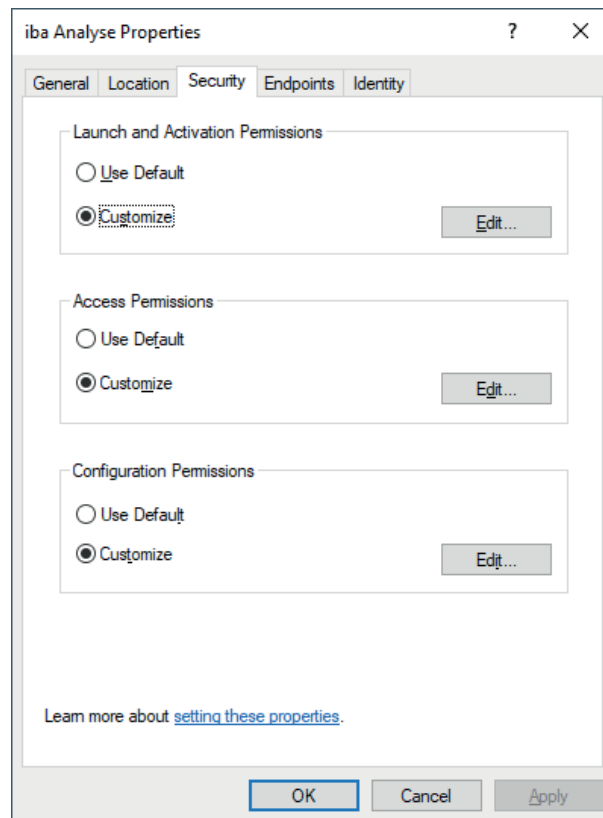 iba Analyse Properties ? ×
General Location Security Endpoints Identity
Launch and Activation Permissions
Use Default
Customize
Edit...
Access Permissions
Use Default
Customize
Edit...
Configuration Permissions
Use Default
Customize
Edit...
Learn more about setting these properties.
OK Cancel Apply